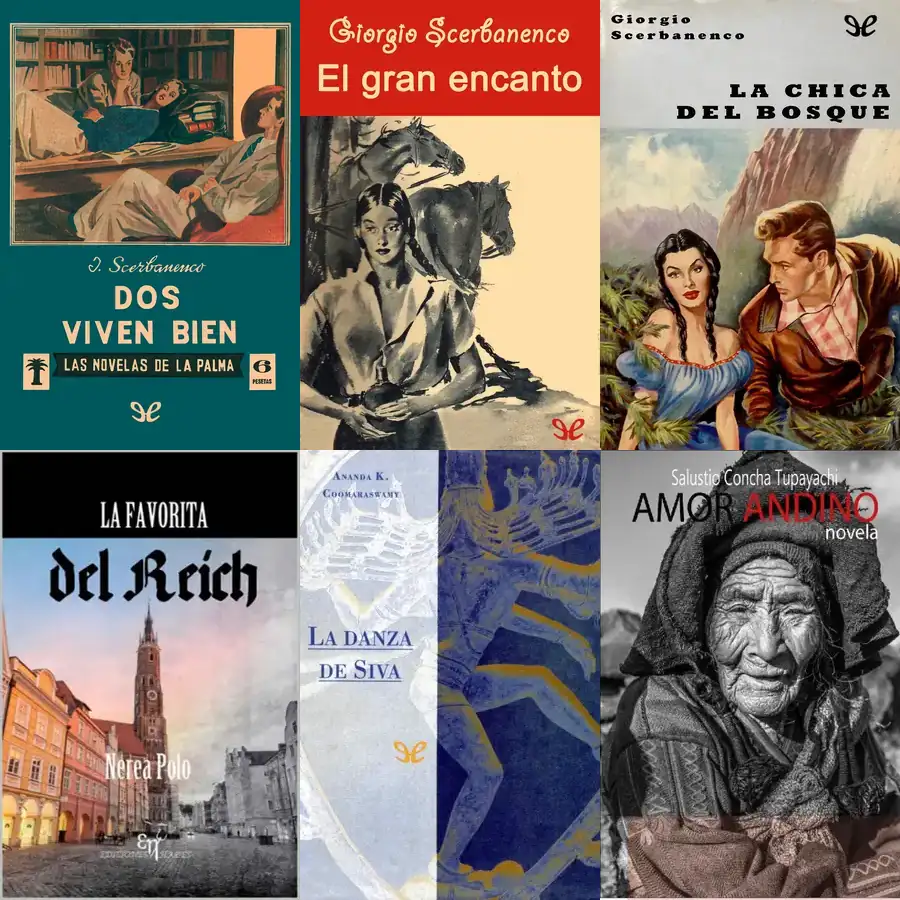 J. Scerbanenco
DOS
VIVEN BIEN
LAS NOVELAS DE LA PALMA
6
PESETAS
Giorgio Scerbanenco
El gran encanto
Giorgio
Scerbanenco
LA CHICA
DEL BOSQUE
LA FAVORITA
del Reich
Nerea Polo
ANANDA K.
COOMARASWAMY
LA DANZA
DE SIVA
Salustio Concha Tupayachi
AMOR ANDINO
novela